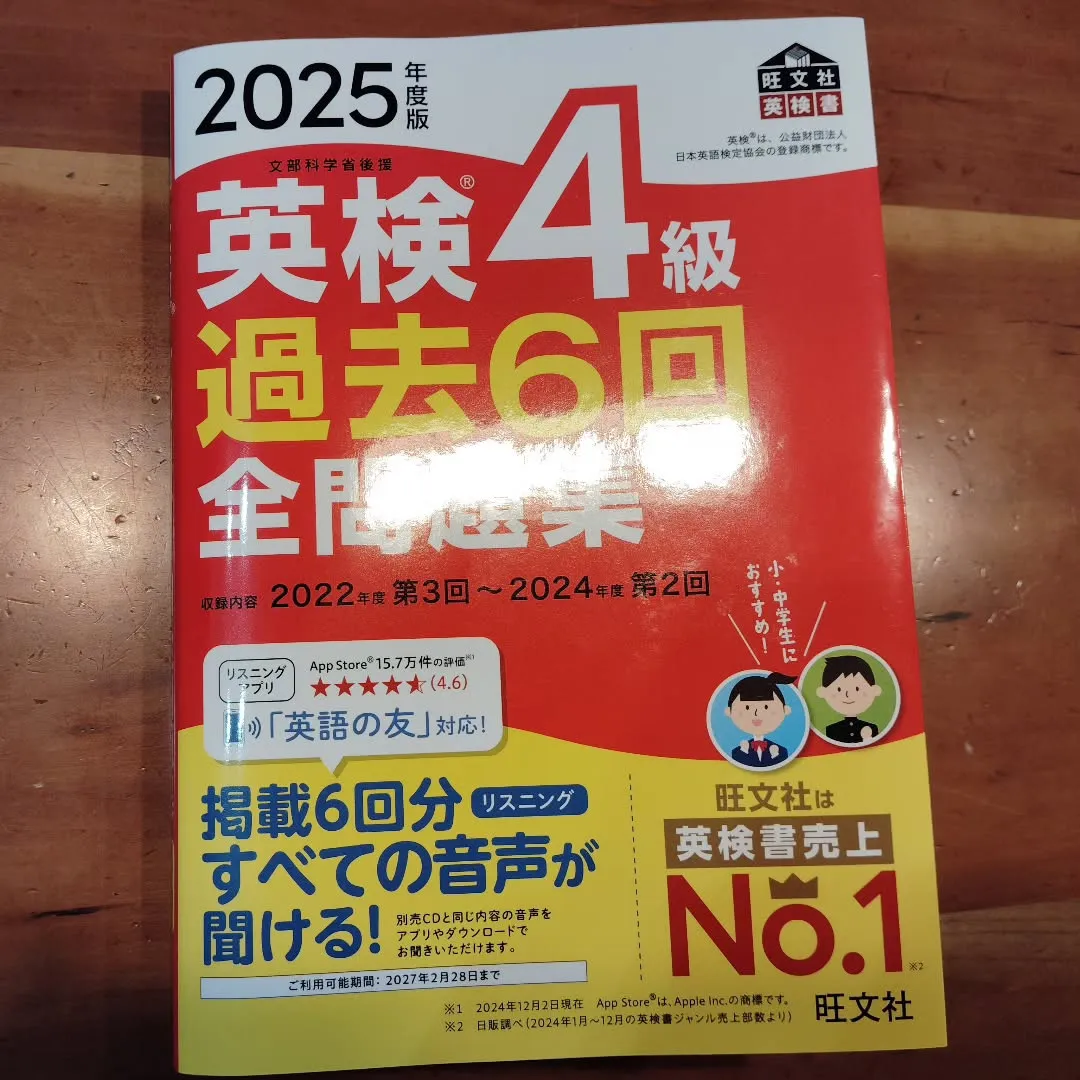 2025年度版
旺文社
英検書
英検®は、公益財団法人
日本英語検定協会の登録商標です。
文部科学省後援
英検®4級
過去6回
全問題集
収録内容 2022年度 第3回～2024年度 第2回
小・中学生に
おすすめ！
リスニング
アプリ
App Store® 15.7万件の評価※1
★★★★★(4.6)
「英語の友」対応！
掲載6回分 リスニング
すべての音声が
聞ける！
別売CDと同じ内容の音声を
アプリやダウンロードで
お聞きいただけます。
ご利用可能期間：2027年2月28日まで
旺文社は
英検書売上
No.1
※2
※1 2024年12月2日現在 App Store®は、Apple Inc.の商標です。
※2 日販調べ（2024年1月～12月の英検書ジャンル売上部数より）
旺文社